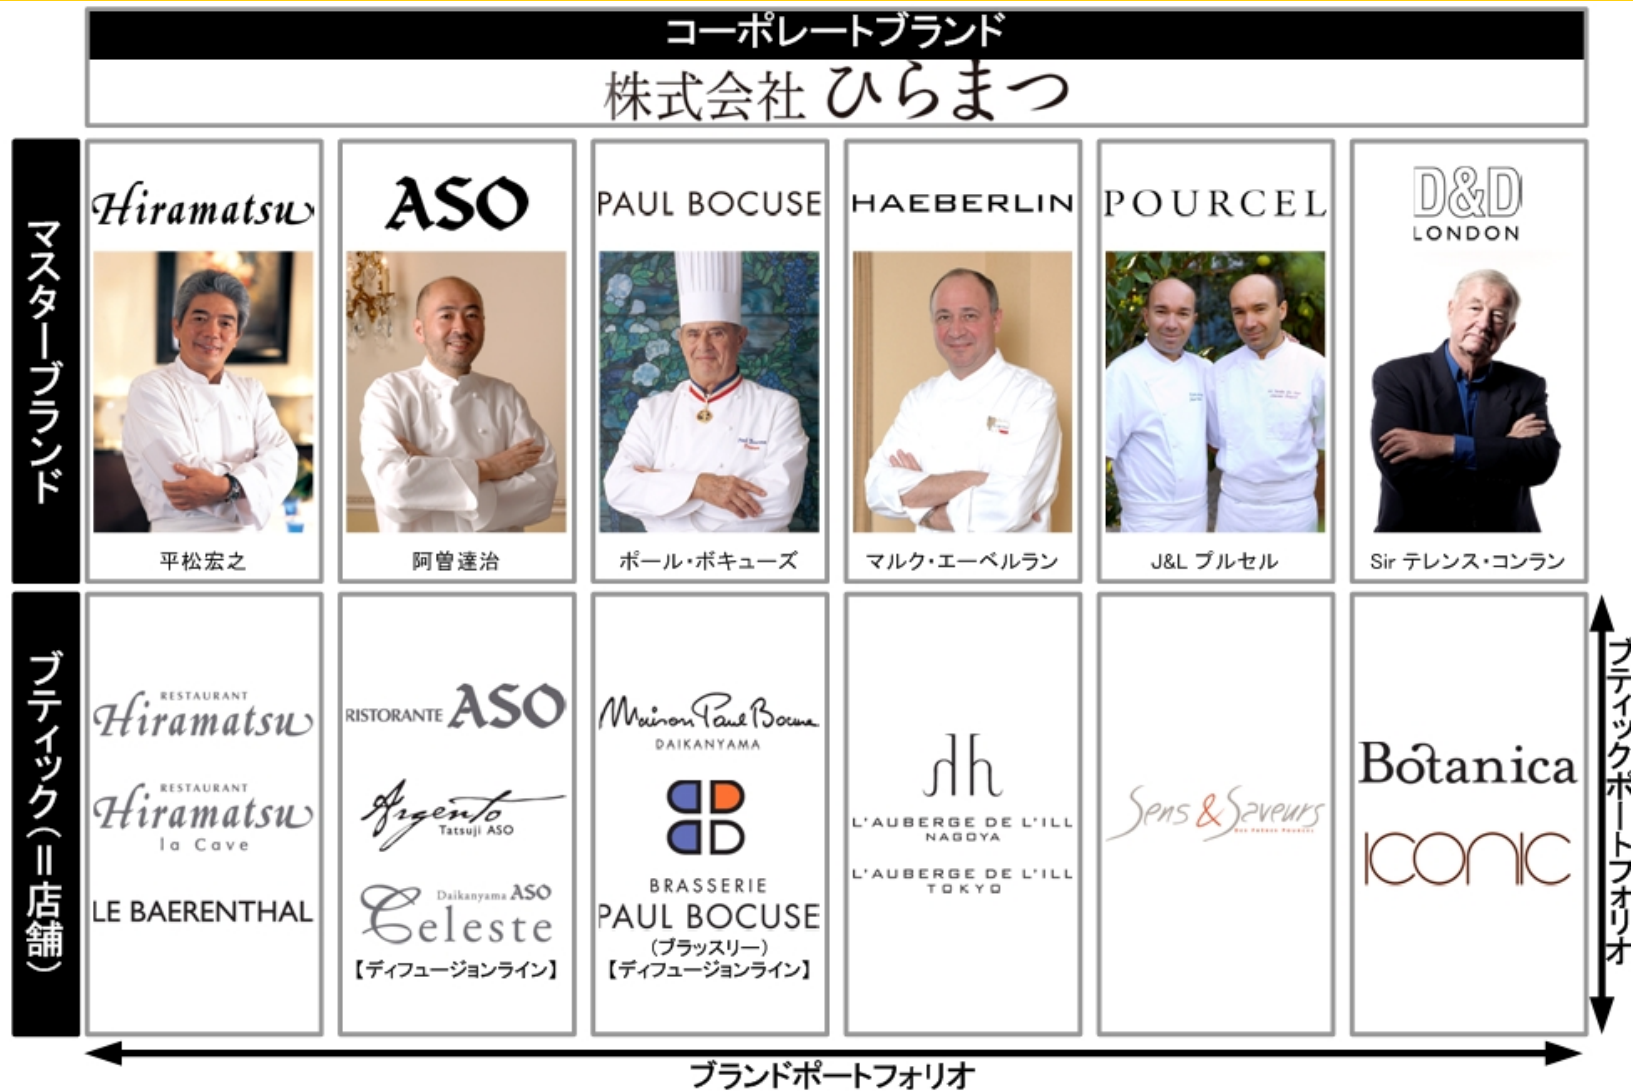 コーポレートブランド
株式会社 ひらまつ
マスターブランド
Hiramatsu
ASO
PAUL BOCUSE
HAEBERLIN
POURCEL
D&D
LONDON
平松宏之
阿曽達治
ポール・ボキューズ
マルク・エーベルラン
J&L プルセル
Sir テレンス・コンラン
ブティック(=店舗)
RESTAURANT
Hiramatsu
RESTAURANT
Hiramatsu
la Cave
LE BAERENTHAL
RISTORANTE ASO
Argento
Tatsuji ASO
Daikanyama ASO
Celeste
【ディフュージョンライン】
Maison Paul Bocuse
DAIKANYAMA
BRASSERIE
PAUL BOCUSE
(ブラッスリー)
【ディフュージョンライン】
L'AUBERGE DE L'ILL
NAGOYA
L'AUBERGE DE L'ILL
TOKYO
Sens & Saveurs
Botanica
ICONIC
ブティックポートフォリオ
ブランドポートフォリオ